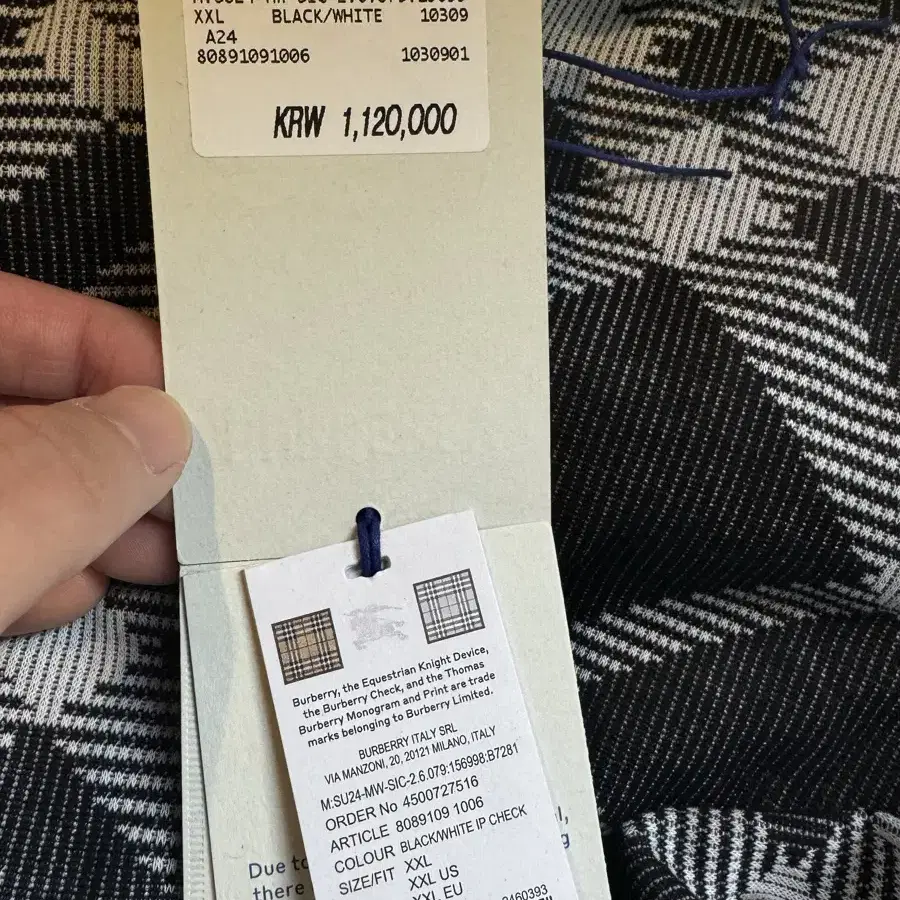 XXL BLACK/WHITE 10309
A24
80891091006 1030901
KRW 1,120,000
Burberry, the Equestrian Knight Device,
the Burberry Check, and the Thomas
Burberry Monogram and Print are trade
marks belonging to Burberry Limited.
BURBERRY ITALY SRL
VIA MANZONI, 20, 20121 MILANO, ITALY
M:SU24-MW-SIC-2.6.079:156998:B7281
ORDER No 4500727516
ARTICLE 8089109 1006
COLOUR BLACK/WHITE IP CHECK
SIZE/FIT XXL
XXL US
XXL EU
Due to
there